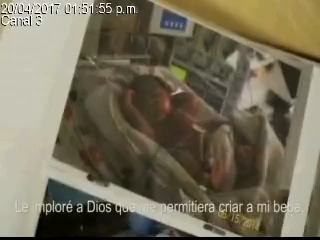 20/04/2017 01:51:55 p.m.
Canal 3
Le imploré a Dios que me permitiera criar a mi bebé.